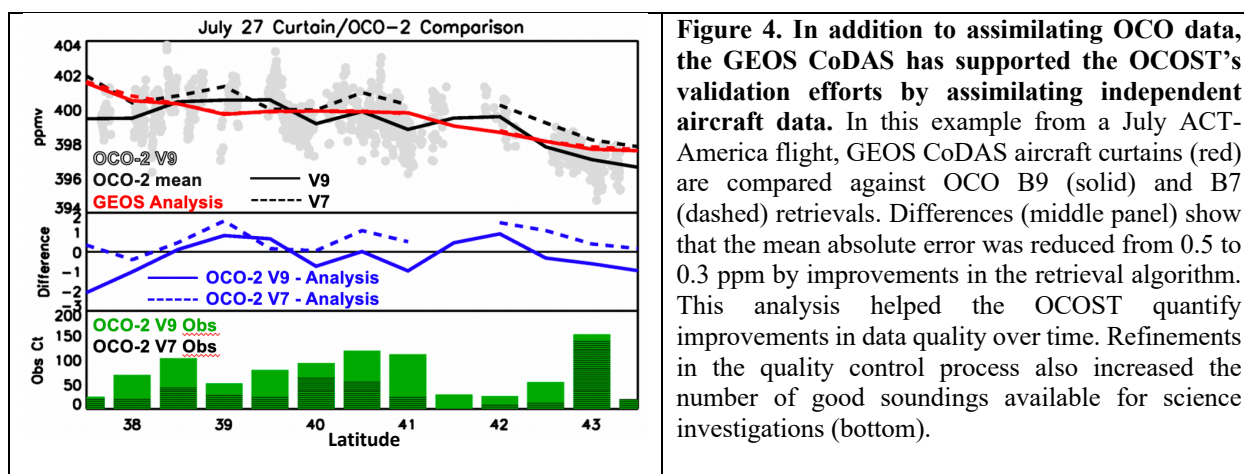 July 27 Curtain/OCO-2 Comparison
404
402
400
398
396
394
ppmv
OCO-2 V9
OCO-2 mean
GEOS Analysis
V9
V7
2
1
0
-1
-2
-3
Difference
OCO-2 V9 - Analysis
OCO-2 V7 - Analysis
200
150
100
50
0
Obs Ct
OCO-2 V9 Obs
OCO-2 V7 Obs
38 39 40 41 42 43
Latitude
Figure 4. In addition to assimilating OCO data,
the GEOS CoDAS has supported the OCOST's
validation efforts by assimilating independent
aircraft data. In this example from a July ACT-
America flight, GEOS CoDAS aircraft curtains (red)
are compared against OCO B9 (solid) and B7
(dashed) retrievals. Differences (middle panel) show
that the mean absolute error was reduced from 0.5 to
0.3 ppm by improvements in the retrieval algorithm.
This analysis helped the OCOST quantify
improvements in data quality over time. Refinements
in the quality control process also increased the
number of good soundings available for science
investigations (bottom).